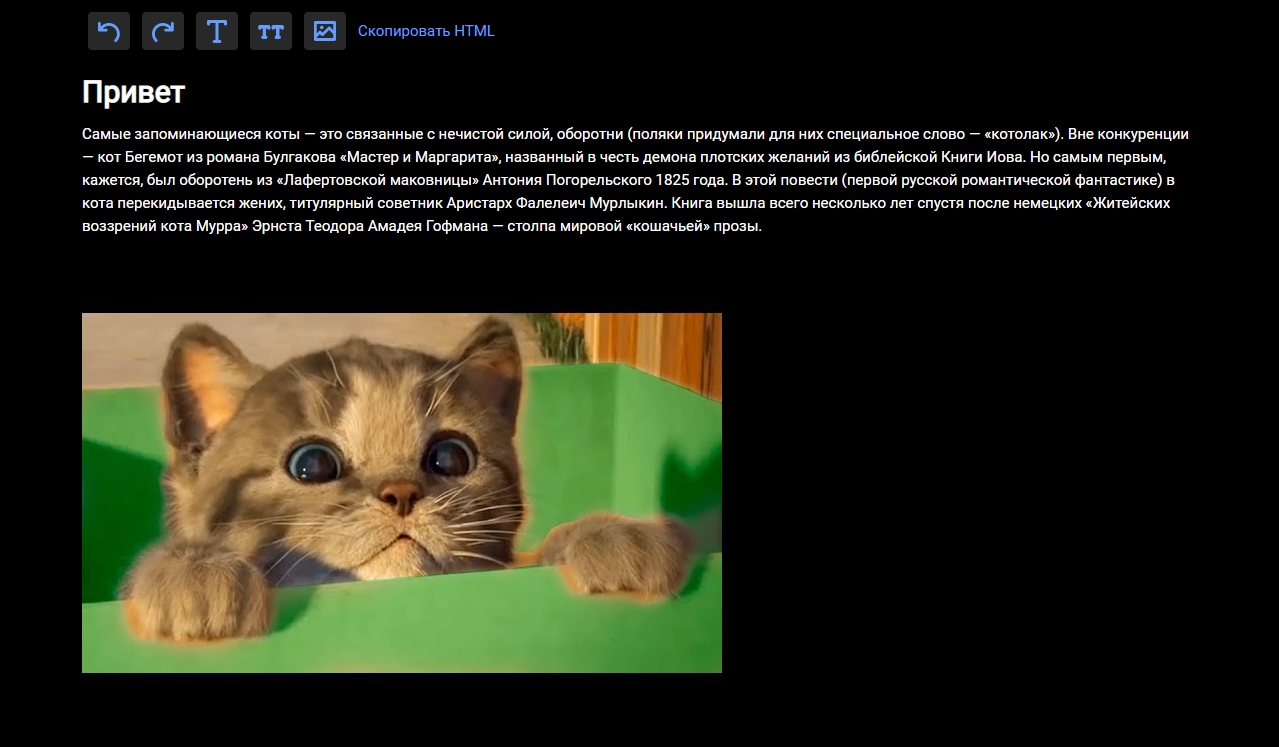 Скопировать HTML
Привет
Самые запоминающиеся коты — это связанные с нечистой силой, оборотни (поляки придумали для них специальное слово — «котолак»). Вне конкуренции
— кот Бегемот из романа Булгакова «Мастер и Маргарита», названный в честь демона плотских желаний из библейской Книги Иова. Но самым первым,
кажется, был оборотень из «Лафертовской маковницы» Антония Погорельского 1825 года. В этой повести (первой русской романтической фантастике) в
кота перекидывается жених, титулярный советник Аристарх Фалелеич Мурлыкин. Книга вышла всего несколько лет спустя после немецких «Житейских
воззрений кота Мурра» Эрнста Теодора Амадея Гофмана — столпа мировой «кошачьей» прозы.